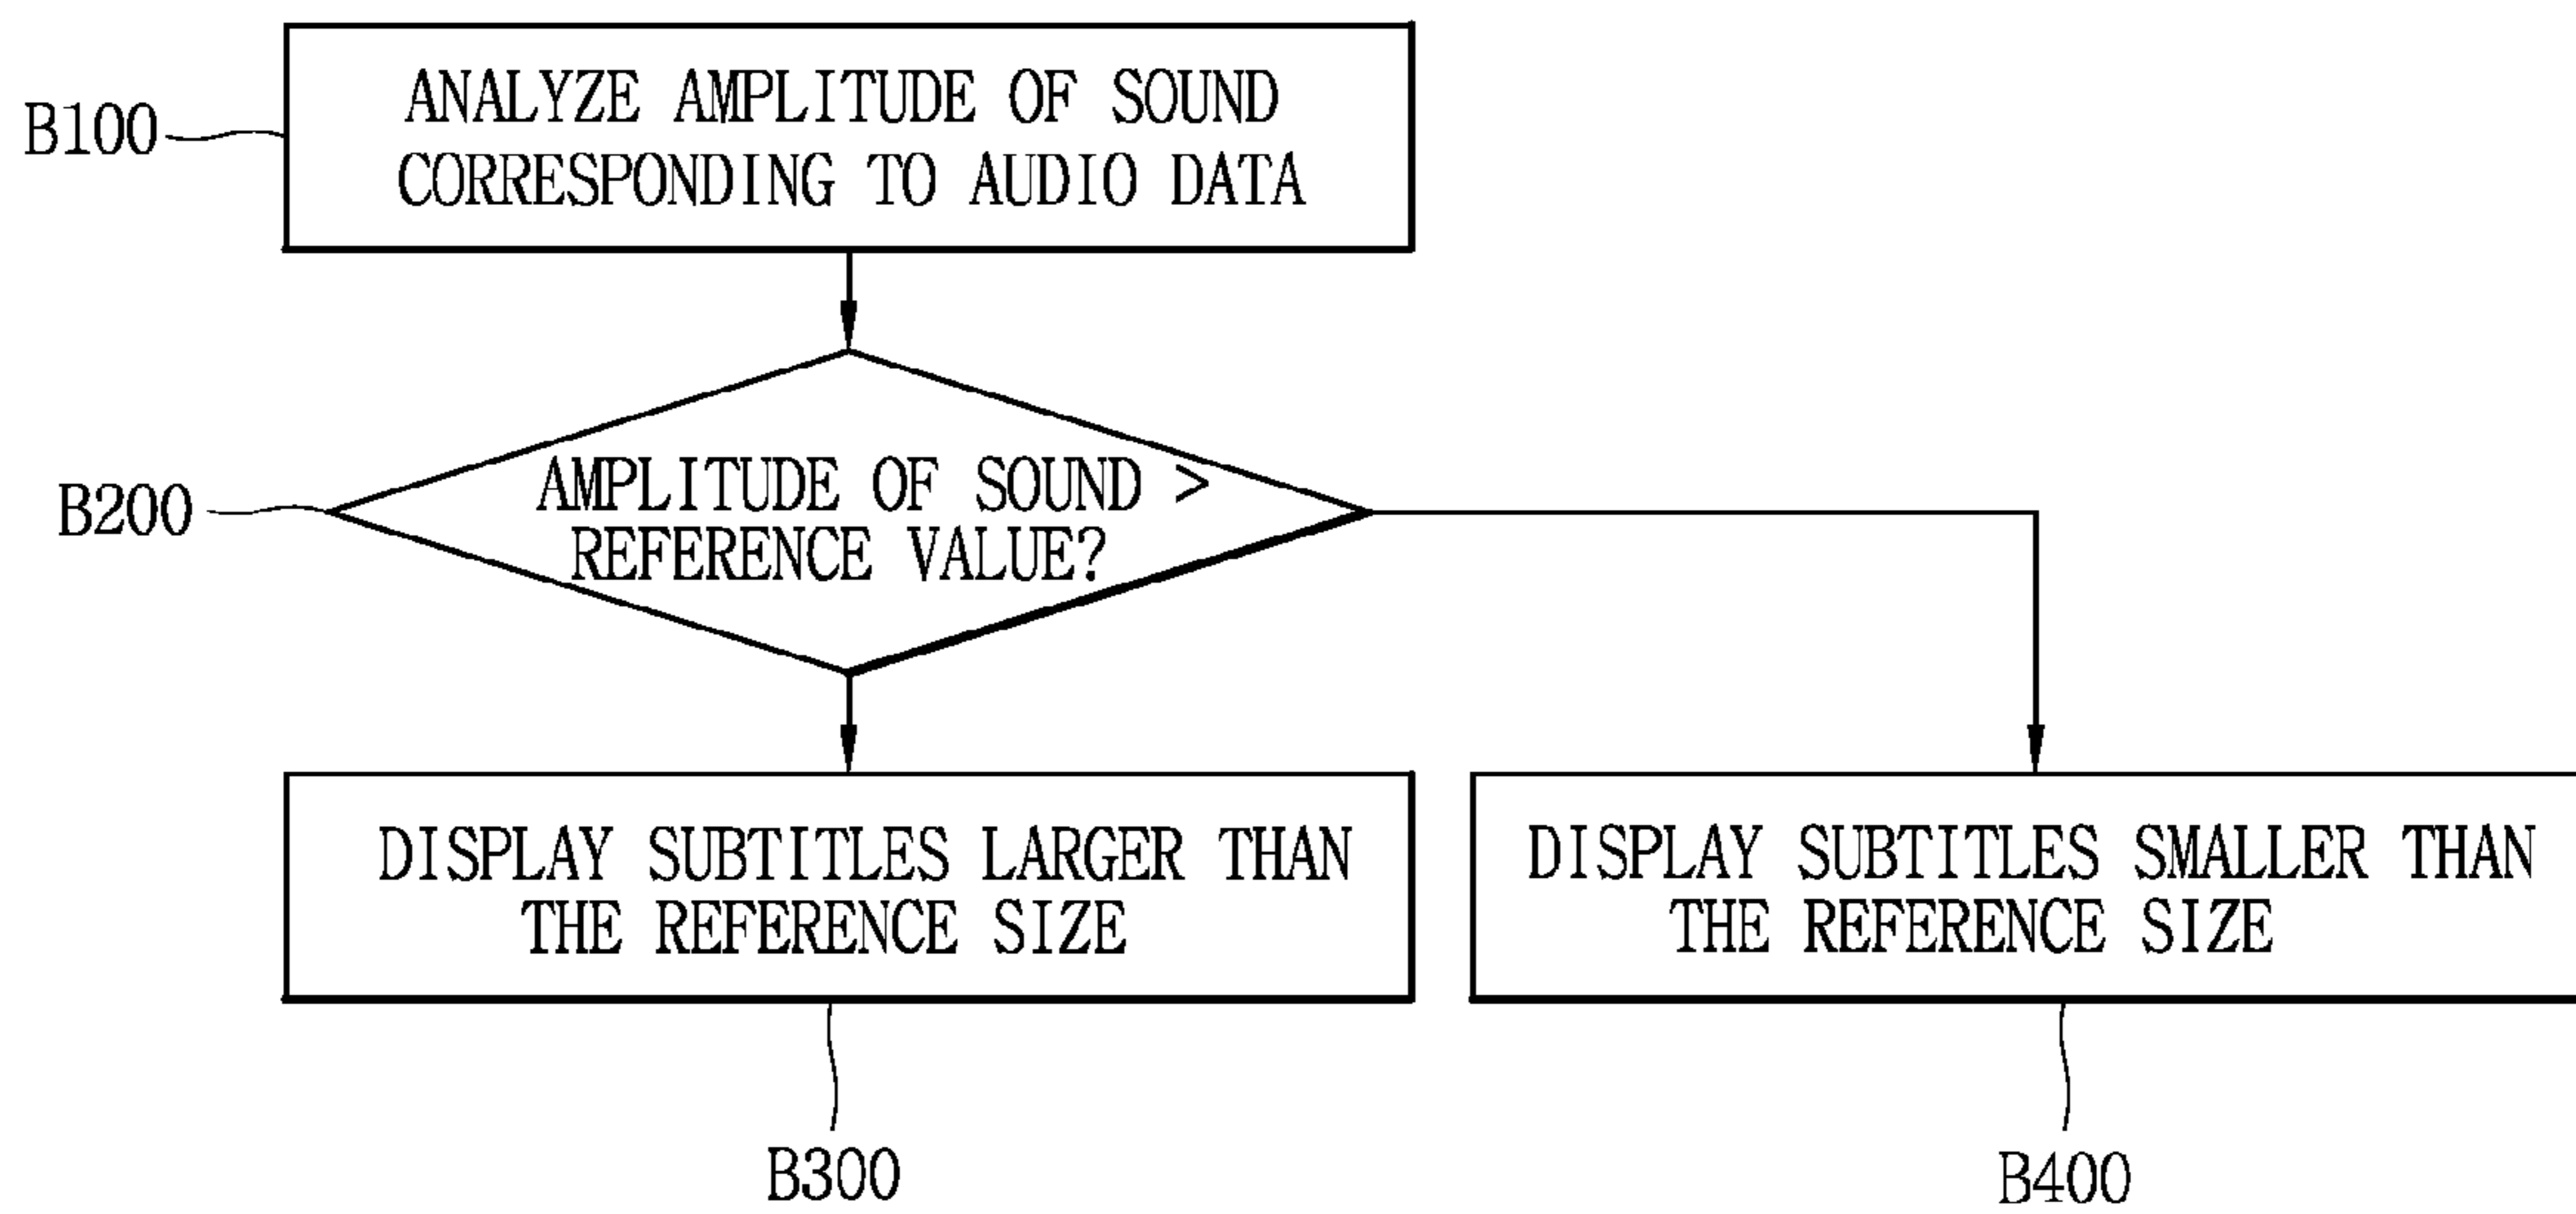 B100
ANALYZE AMPLITUDE OF SOUND
CORRESPONDING TO AUDIO DATA
B200
AMPLITUDE OF SOUND >
REFERENCE VALUE?
DISPLAY SUBTITLES LARGER THAN
THE REFERENCE SIZE
DISPLAY SUBTITLES SMALLER THAN
THE REFERENCE SIZE
B300
B400